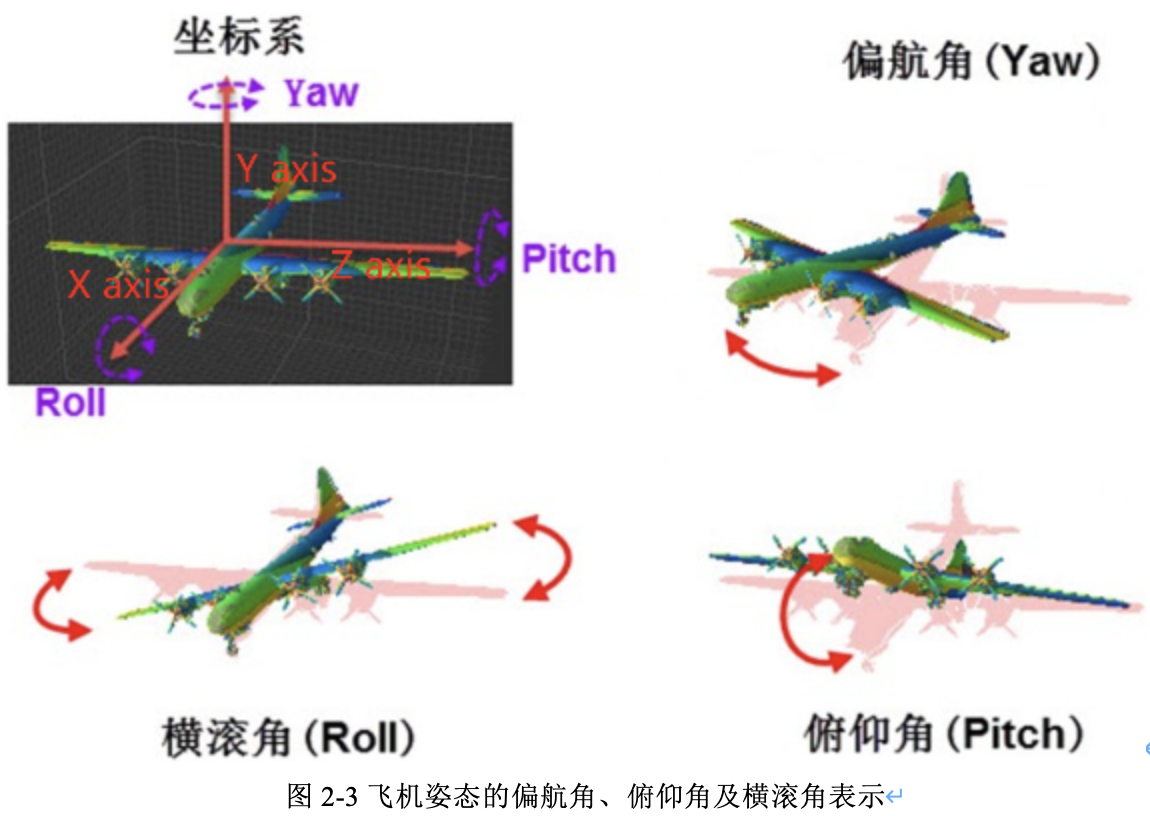 坐标系
偏航角(Yaw)
Yaw
Y axis
Pitch
Z axis
X axis
Roll
横滚角(Roll)
俯仰角(Pitch)
图 2-3 飞机姿态的偏航角、俯仰角及横滚角表示↵